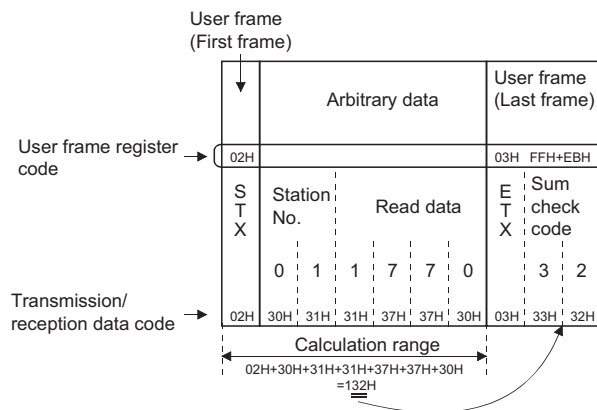 User frame
(First frame)
User frame
(Last frame)
Arbitrary data
User frame register
code
02H 03H FFH+EBH
S
T
X
Station
No.
Read data
E
T
X
Sum
check
code
0 1 1 7 7 0 3 2
Transmission/
reception data code
02H 30H 31H 31H 37H 37H 30H 03H 33H 32H
Calculation range
02H+30H+31H+31H+37H+37H+30H
=132H